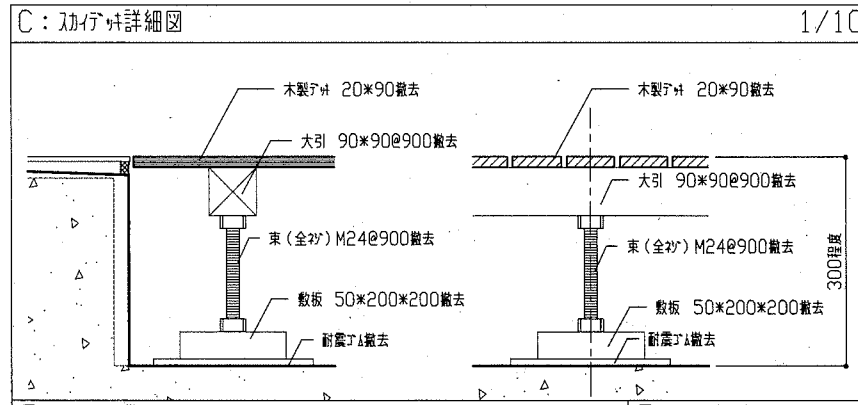 C：スカイデッキ詳細図
1/10
木製デッキ 20*90撤去
木製デッキ 20*90撤去
大引 90*90@900撤去
大引 90*90@900撤去
束(全ネジ)M24@900撤去
束(全ネジ)M24@900撤去
300程度
敷板 50*200*200撤去
敷板 50*200*200撤去
耐震ゴム撤去
耐震ゴム撤去